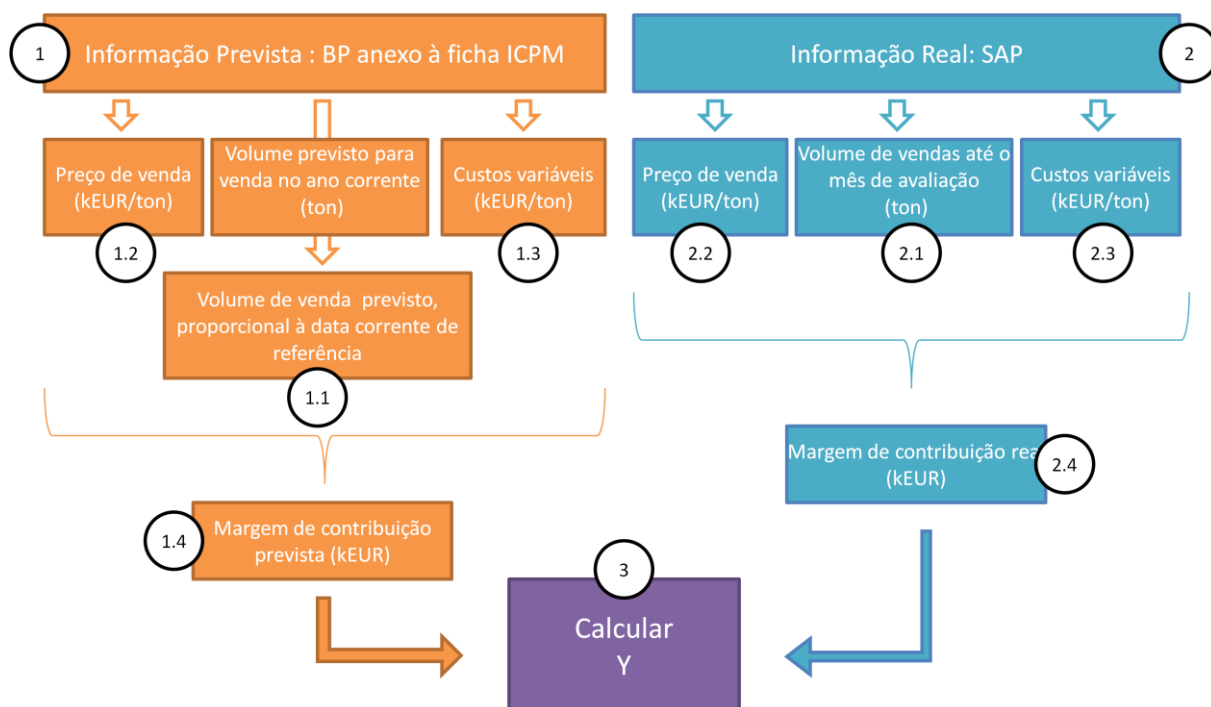 1
Informação Prevista : BP anexo à ficha ICPM
Informação Real: SAP
2
Preço de venda
(kEUR/ton)
1.2
Volume previsto para
venda no ano corrente
(ton)
Custos variáveis
(kEUR/ton)
1.3
Preço de venda
(kEUR/ton)
2.2
Volume de vendas até o
mês de avaliação
(ton)
2.1
Custos variáveis
(kEUR/ton)
2.3
Volume de venda previsto,
proporcional à data corrente de
referência
1.1
Margem de contribuição rea
(kEUR)
2.4
1.4
Margem de contribuição
prevista (kEUR)
3
Calcular
Y